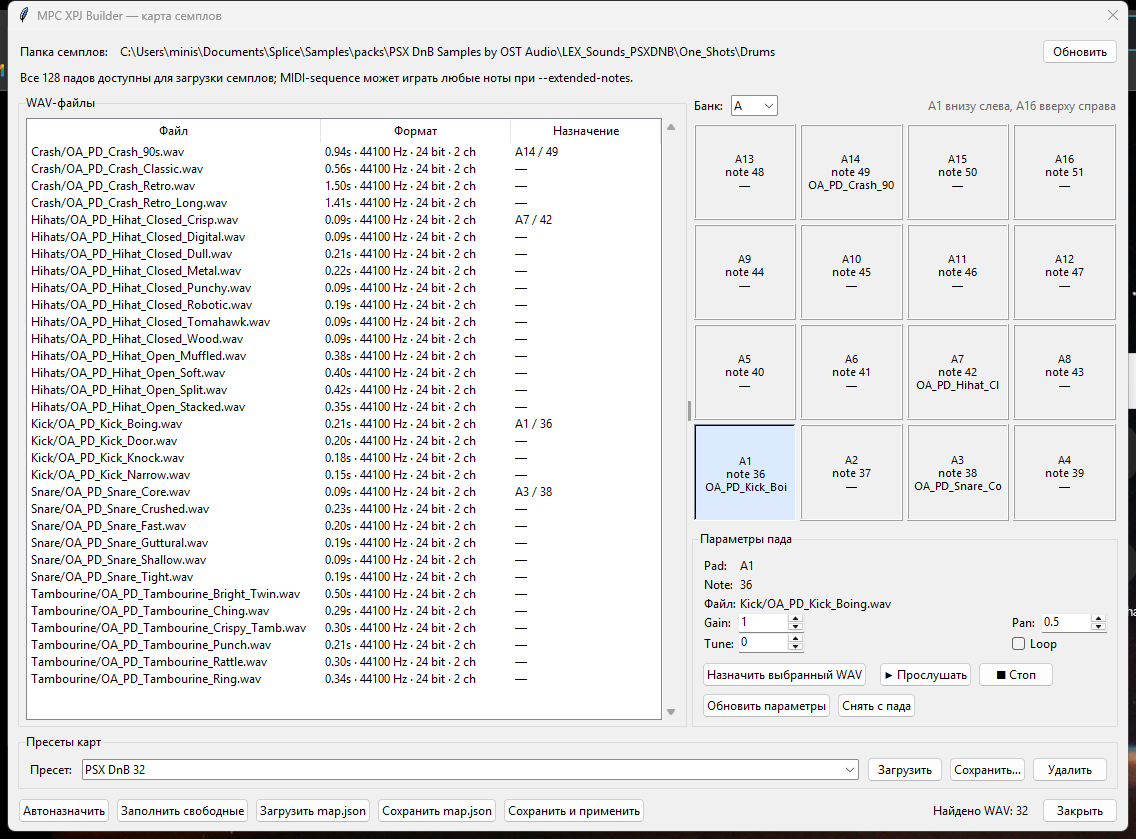 MPC XPJ Builder — карта семплов
Папка семплов: C:\Users\minis\Documents\Splice\Samples\packs\PSX DnB Samples by OST Audio\LEX_Sounds_PSXDNB\One_Shots\Drums
Обновить
Все 128 падов доступны для загрузки семплов; MIDI-sequence может играть любые ноты при --extended-notes.
WAV-файлы
Файл Формат Назначение
Crash/OA_PD_Crash_90s.wav 0.94s · 44100 Hz · 24 bit · 2 ch A14 / 49
Crash/OA_PD_Crash_Classic.wav 0.56s · 44100 Hz · 24 bit · 2 ch —
Crash/OA_PD_Crash_Retro.wav 1.50s · 44100 Hz · 24 bit · 2 ch —
Crash/OA_PD_Crash_Retro_Long.wav 1.41s · 44100 Hz · 24 bit · 2 ch —
Hihats/OA_PD_Hihat_Closed_Crisp.wav 0.09s · 44100 Hz · 24 bit · 2 ch A7 / 42
Hihats/OA_PD_Hihat_Closed_Digital.wav 0.09s · 44100 Hz · 24 bit · 2 ch —
Hihats/OA_PD_Hihat_Closed_Dull.wav 0.21s · 44100 Hz · 24 bit · 2 ch —
Hihats/OA_PD_Hihat_Closed_Metal.wav 0.22s · 44100 Hz · 24 bit · 2 ch —
Hihats/OA_PD_Hihat_Closed_Punchy.wav 0.09s · 44100 Hz · 24 bit · 2 ch —
Hihats/OA_PD_Hihat_Closed_Robotic.wav 0.19s · 44100 Hz · 24 bit · 2 ch —
Hihats/OA_PD_Hihat_Closed_Tomahawk.wav 0.09s · 44100 Hz · 24 bit · 2 ch —
Hihats/OA_PD_Hihat_Closed_Wood.wav 0.09s · 44100 Hz · 24 bit · 2 ch —
Hihats/OA_PD_Hihat_Open_Muffled.wav 0.38s · 44100 Hz · 24 bit · 2 ch —
Hihats/OA_PD_Hihat_Open_Soft.wav 0.40s · 44100 Hz · 24 bit · 2 ch —
Hihats/OA_PD_Hihat_Open_Split.wav 0.42s · 44100 Hz · 24 bit · 2 ch —
Hihats/OA_PD_Hihat_Open_Stacked.wav 0.35s · 44100 Hz · 24 bit · 2 ch —
Kick/OA_PD_Kick_Boing.wav 0.21s · 44100 Hz · 24 bit · 2 ch A1 / 36
Kick/OA_PD_Kick_Door.wav 0.20s · 44100 Hz · 24 bit · 2 ch —
Kick/OA_PD_Kick_Knock.wav 0.18s · 44100 Hz · 24 bit · 2 ch —
Kick/OA_PD_Kick_Narrow.wav 0.15s · 44100 Hz · 24 bit · 2 ch —
Snare/OA_PD_Snare_Core.wav 0.09s · 44100 Hz · 24 bit · 2 ch A3 / 38
Snare/OA_PD_Snare_Crushed.wav 0.23s · 44100 Hz · 24 bit · 2 ch —
Snare/OA_PD_Snare_Fast.wav 0.20s · 44100 Hz · 24 bit · 2 ch —
Snare/OA_PD_Snare_Guttural.wav 0.19s · 44100 Hz · 24 bit · 2 ch —
Snare/OA_PD_Snare_Shallow.wav 0.09s · 44100 Hz · 24 bit · 2 ch —
Snare/OA_PD_Snare_Tight.wav 0.19s · 44100 Hz · 24 bit · 2 ch —
Tambourine/OA_PD_Tambourine_Bright_Twin.wav 0.50s · 44100 Hz · 24 bit · 2 ch —
Tambourine/OA_PD_Tambourine_Ching.wav 0.29s · 44100 Hz · 24 bit · 2 ch —
Tambourine/OA_PD_Tambourine_Crispy_Tamb.wav 0.30s · 44100 Hz · 24 bit · 2 ch —
Tambourine/OA_PD_Tambourine_Punch.wav 0.21s · 44100 Hz · 24 bit · 2 ch —
Tambourine/OA_PD_Tambourine_Rattle.wav 0.30s · 44100 Hz · 24 bit · 2 ch —
Tambourine/OA_PD_Tambourine_Ring.wav 0.34s · 44100 Hz · 24 bit · 2 ch —
Банк: A
A1 внизу слева, A16 вверху справа
A13
note 48
—
A14
note 49
OA_PD_Crash_90
A15
note 50
—
A16
note 51
—
A9
note 44
—
A10
note 45
—
A11
note 46
—
A12
note 47
—
A5
note 40
—
A6
note 41
—
A7
note 42
OA_PD_Hihat_Cl
A8
note 43
—
A1
note 36
OA_PD_Kick_Boi
A2
note 37
—
A3
note 38
OA_PD_Snare_Co
A4
note 39
—
Параметры пада
Pad: A1
Note: 36
Файл: Kick/OA_PD_Kick_Boing.wav
Gain: 1 Pan: 0.5
Tune: 0 Loop
Назначить выбранный WAV ► Прослушать ■ Стоп
Обновить параметры Снять с пада
Пресеты карт
Пресет: PSX DnB 32 Загрузить Сохранить... Удалить
Автоназначить Заполнить свободные Загрузить map.json Сохранить map.json Сохранить и применить Найдено WAV: 32 Закрыть